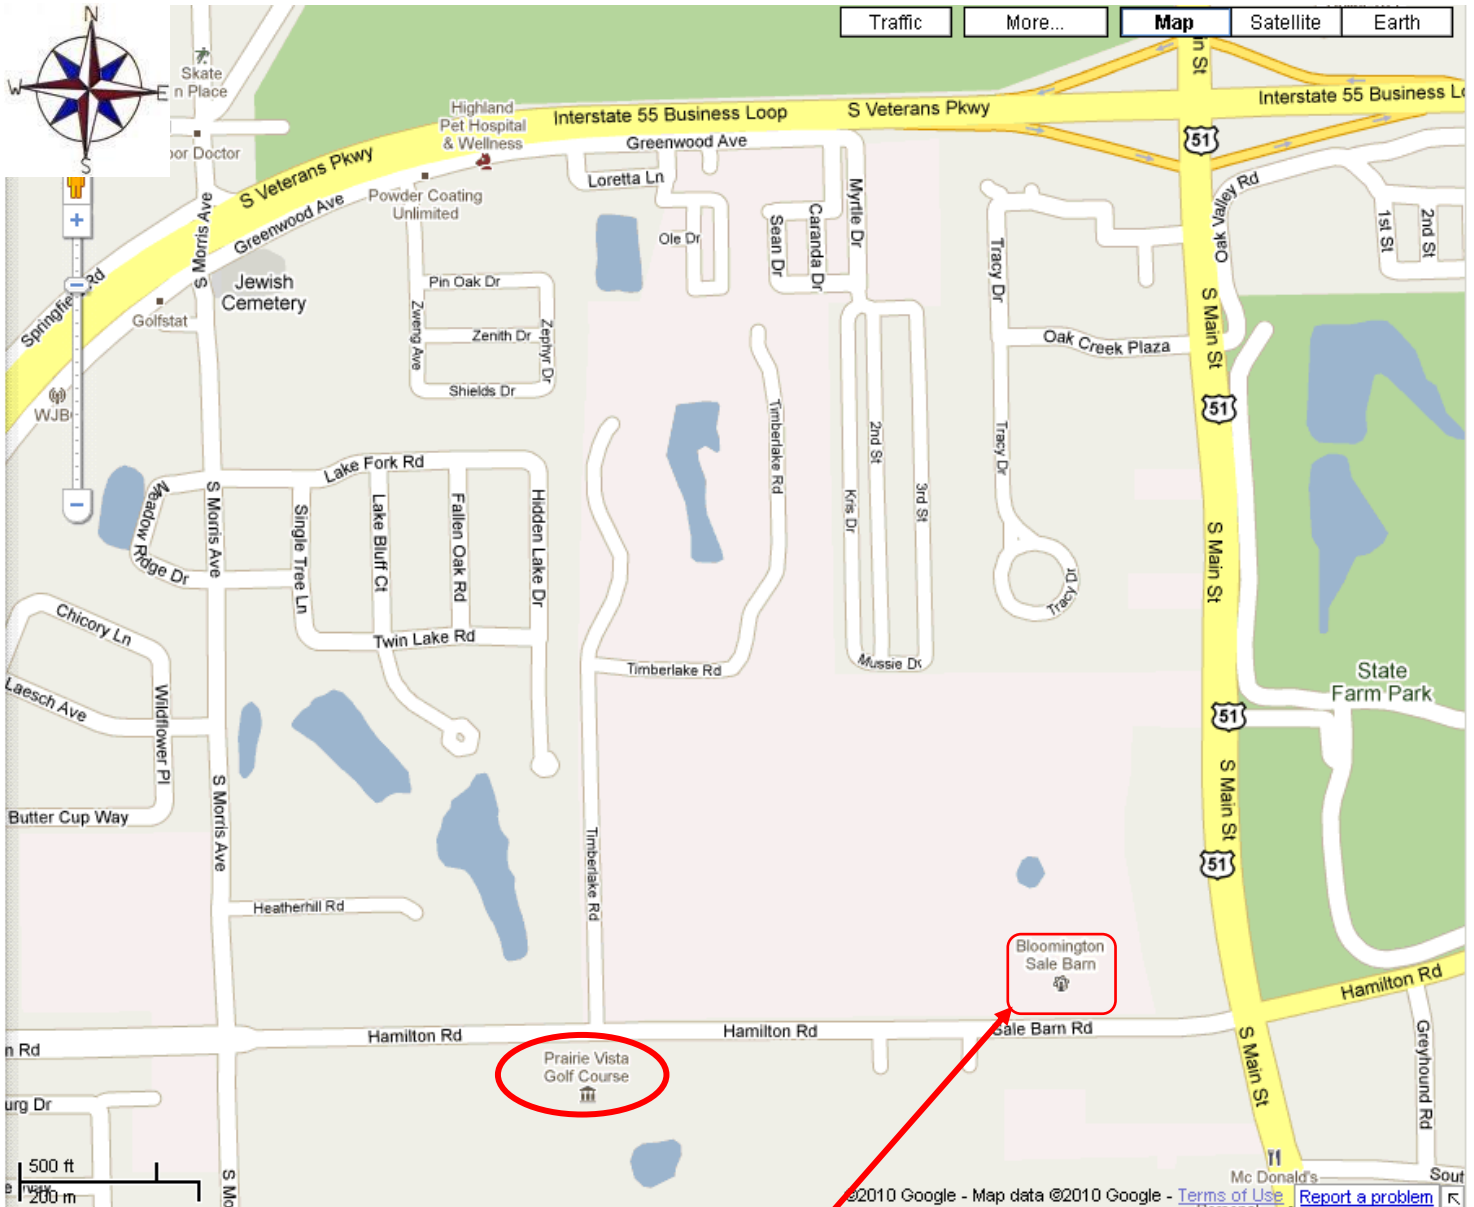 N
W
E
S
Traffic
More...
Map
Satellite
Earth
Skate
n Place
oor Doctor
Highland
Pet Hospital
& Wellness
Interstate 55 Business Loop
S Veterans Pkwy
Interstate 55 Business
in St
51
S Veterans Pkwy
Greenwood Ave
Greenwood Ave
Powder Coating
Unlimited
Loretta Ln
Ole Dr
Sean Dr
Caranda Dr
Myrtle Dr
Tracy Dr
Oak Valley Rd
1st St
2nd St
S Morris Ave
Jewish
Cemetery
Springfie
Rd
Golfstat
WJB
Pin Oak Dr
Zweng Ave
Zenith Dr
Zephyr Dr
Shields Dr
Oak Creek Plaza
S Main St
51
Timberlake Rd
2nd St
Kris Dr
3rd St
Tracy Dr
Tracy Dr
Mussie Dr
Lake Fork Rd
Meadow Ridge Dr
S Morris Ave
Single Tree Ln
Lake Bluff Ct
Fallen Oak Rd
Hidden Lake Dr
Twin Lake Rd
S Main St
Chicory Ln
Laesch Ave
Wildflower Pl
Butter Cup Way
Timberlake Rd
State
Farm Park
51
S Main St
51
S Morris Ave
Timberlake Rd
Heatherhill Rd
Bloomington
Sale Barn
Hamilton Rd
Hamilton Rd
Hamilton Rd
Sale Barn Rd
n Rd
Prairie Vista
Golf Course
S Main St
Greyhound Rd
urg Dr
S Mo
500 ft
200 m
Mc Donald's
Sout
©2010 Google - Map data ©2010 Google - Terms of Use
Report a problem